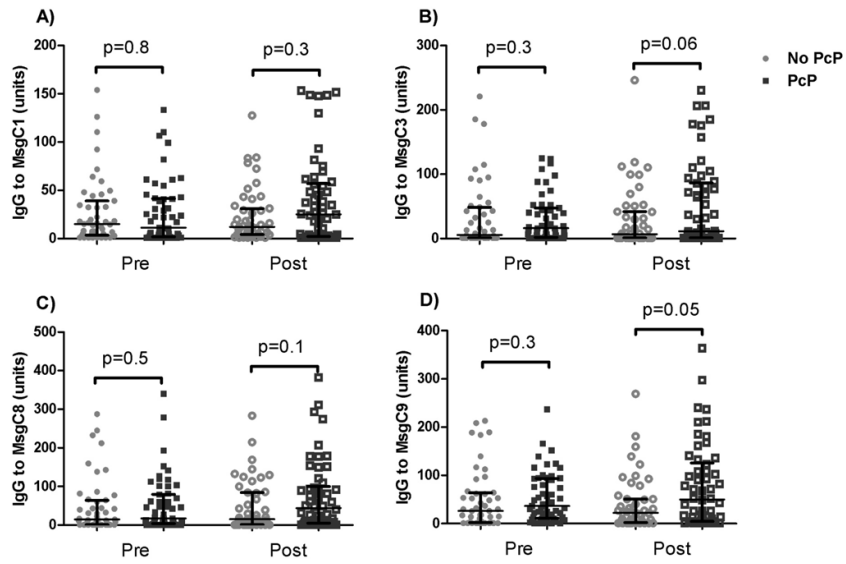 A)
p=0.8
p=0.3
IgG to MsgC1 (units)
200
150
100
50
0
Pre
Post
B)
p=0.3
p=0.06
IgG to MsgC3 (units)
300
200
100
0
Pre
Post
No PcP
PcP
C)
p=0.5
p=0.1
IgG to MsgC8 (units)
500
400
300
200
100
0
Pre
Post
D)
p=0.3
p=0.05
IgG to MsgC9 (units)
400
300
200
100
0
Pre
Post